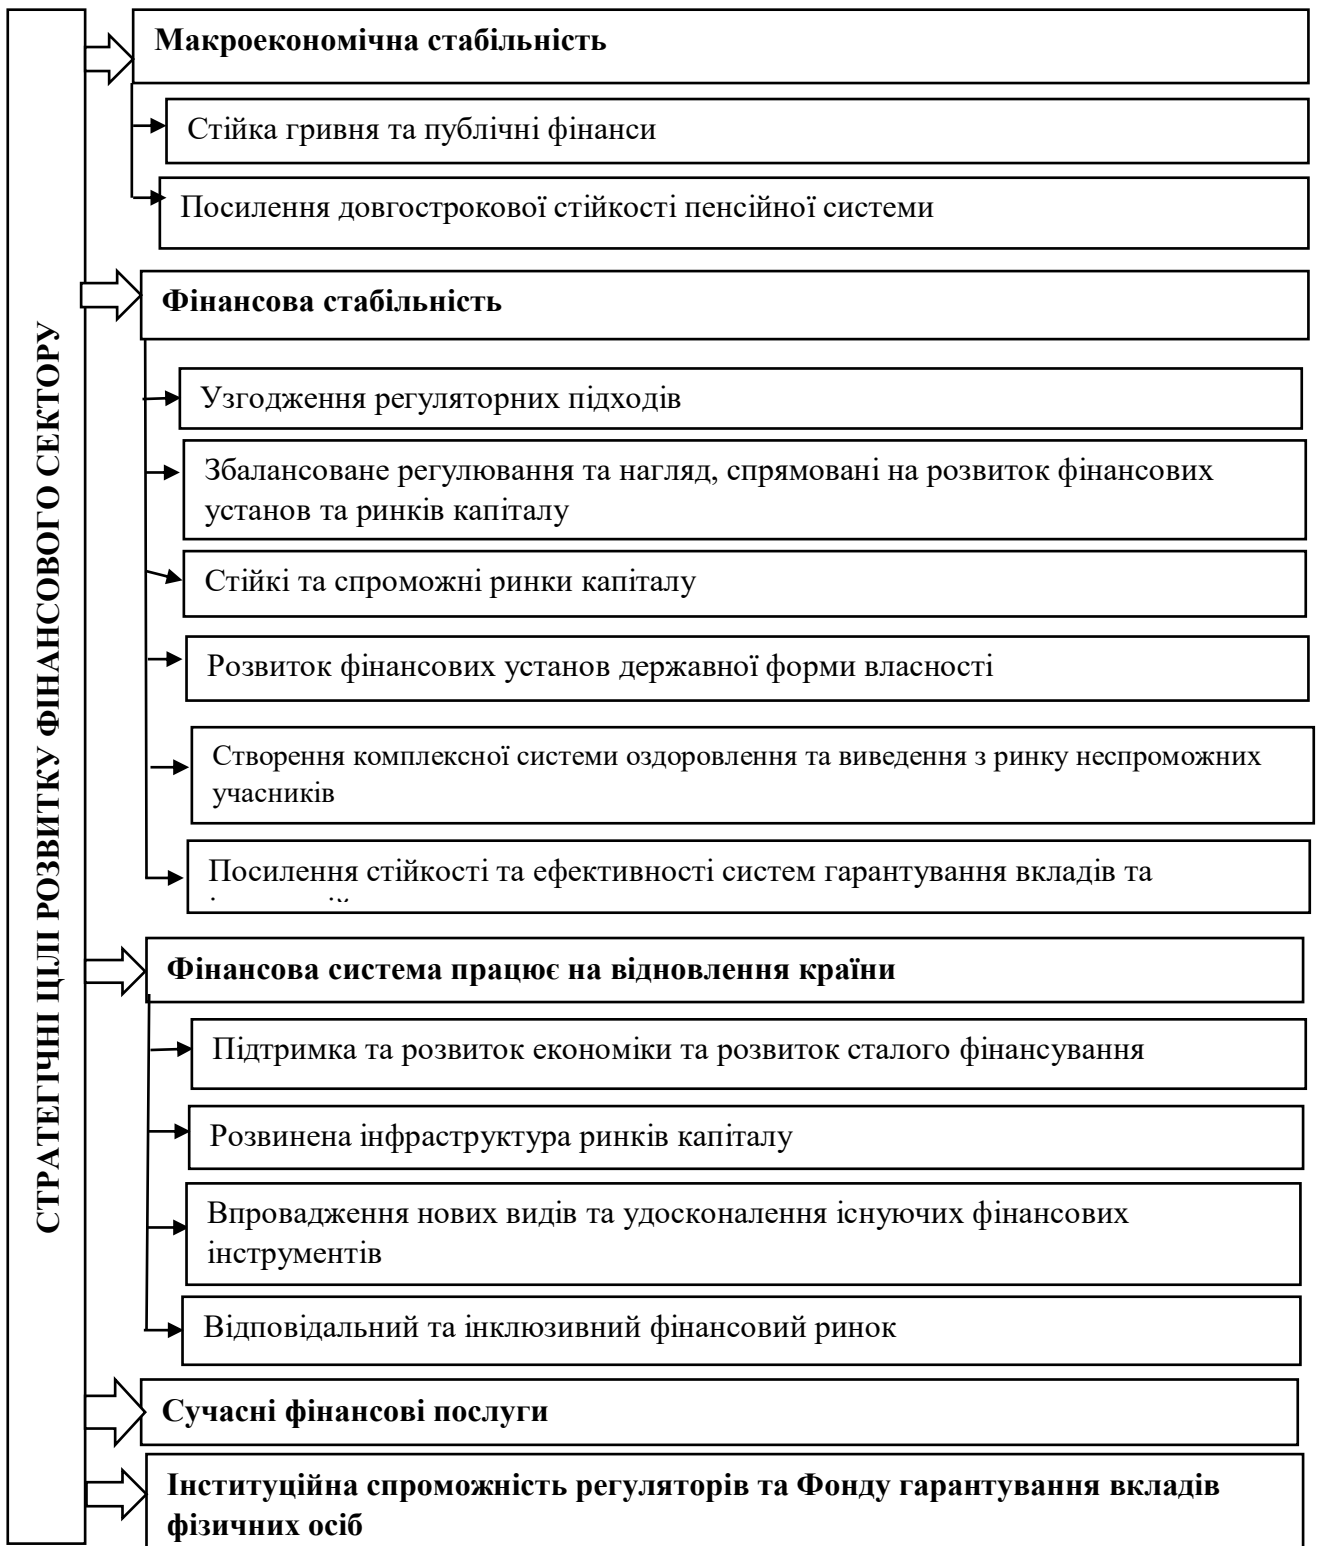 СТРАТЕГІЧНІ ЦІЛІ РОЗВИТКУ ФІНАНСОВОГО СЕКТОРУ
Макроекономічна стабільність
Стійка гривня та публічні фінанси
Посилення довгострокової стійкості пенсійної системи
Фінансова стабільність
Узгодження регуляторних підходів
Збалансоване регулювання та нагляд, спрямовані на розвиток фінансових
установ та ринків капіталу
Стійкі та спроможні ринки капіталу
Розвиток фінансових установ державної форми власності
Створення комплексної системи оздоровлення та виведення з ринку неспроможних
учасників
Посилення стійкості та ефективності систем гарантування вкладів та
Фінансова система працює на відновлення країни
Підтримка та розвиток економіки та розвиток сталого фінансування
Розвинена інфраструктура ринків капіталу
Впровадження нових видів та удосконалення існуючих фінансових
інструментів
Відповідальний та інклюзивний фінансовий ринок
Сучасні фінансові послуги
Інституційна спроможність регуляторів та Фонду гарантування вкладів
фізичних осіб